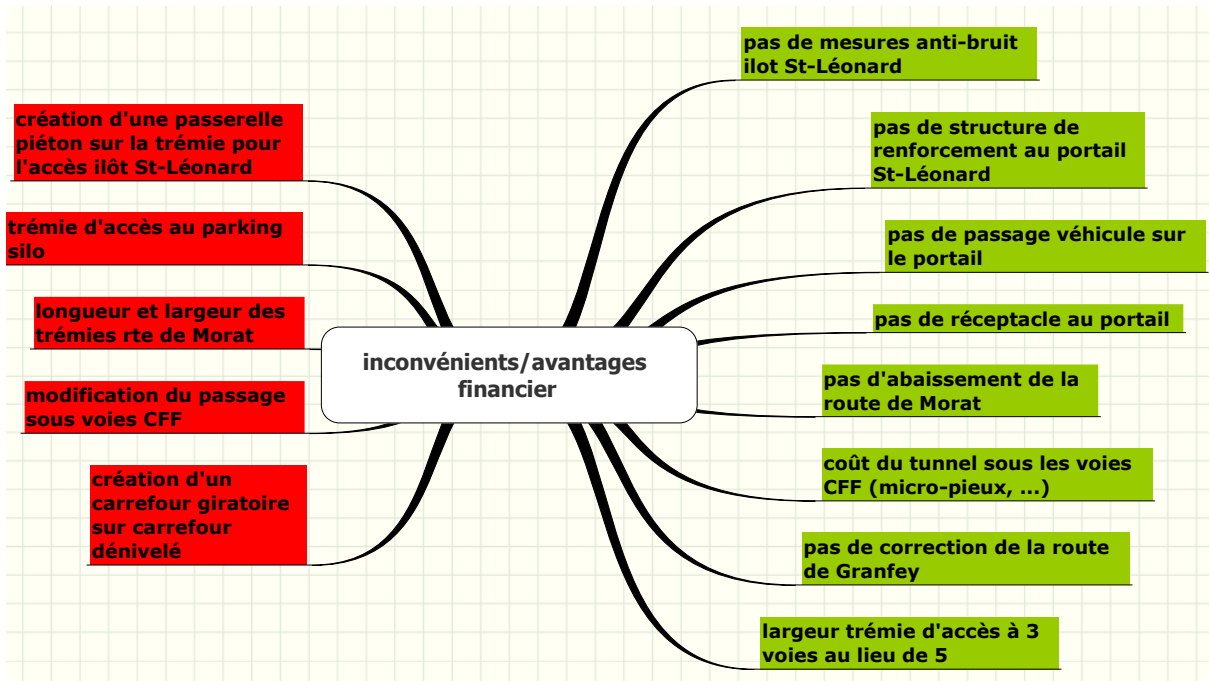 pas de mesures anti-bruit
ilot St-Léonard
création d'une passerelle
piéton sur la trémie pour
l'accès ilôt St-Léonard
pas de structure de
renforcement au portail
St-Léonard
trémie d'accès au parking
silo
pas de passage véhicule sur
le portail
longueur et largeur des
trémies rte de Morat
pas de réceptacle au portail
inconvénients/avantages
financier
modification du passage
sous voies CFF
pas d'abaissement de la
route de Morat
création d'un
carrefour giratoire
sur carrefour
dénivelé
coût du tunnel sous les voies
CFF (micro-pieux, ...)
pas de correction de la route
de Granfey
largeur trémie d'accès à 3
voies au lieu de 5